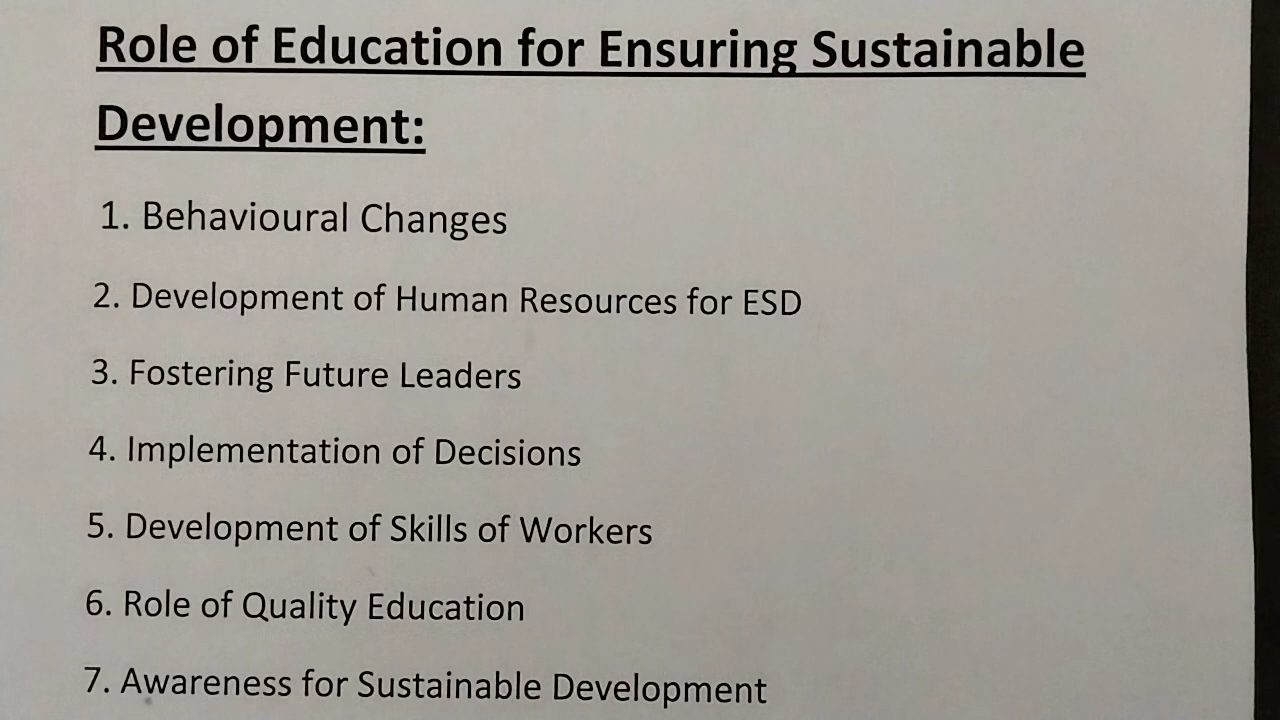 Role of Education for Ensuring Sustainable
Development:
1. Behavioural Changes
2. Development of Human Resources for ESD
3. Fostering Future Leaders
4. Implementation of Decisions
5. Development of Skills of Workers
6. Role of Quality Education
7. Awareness for Sustainable Development